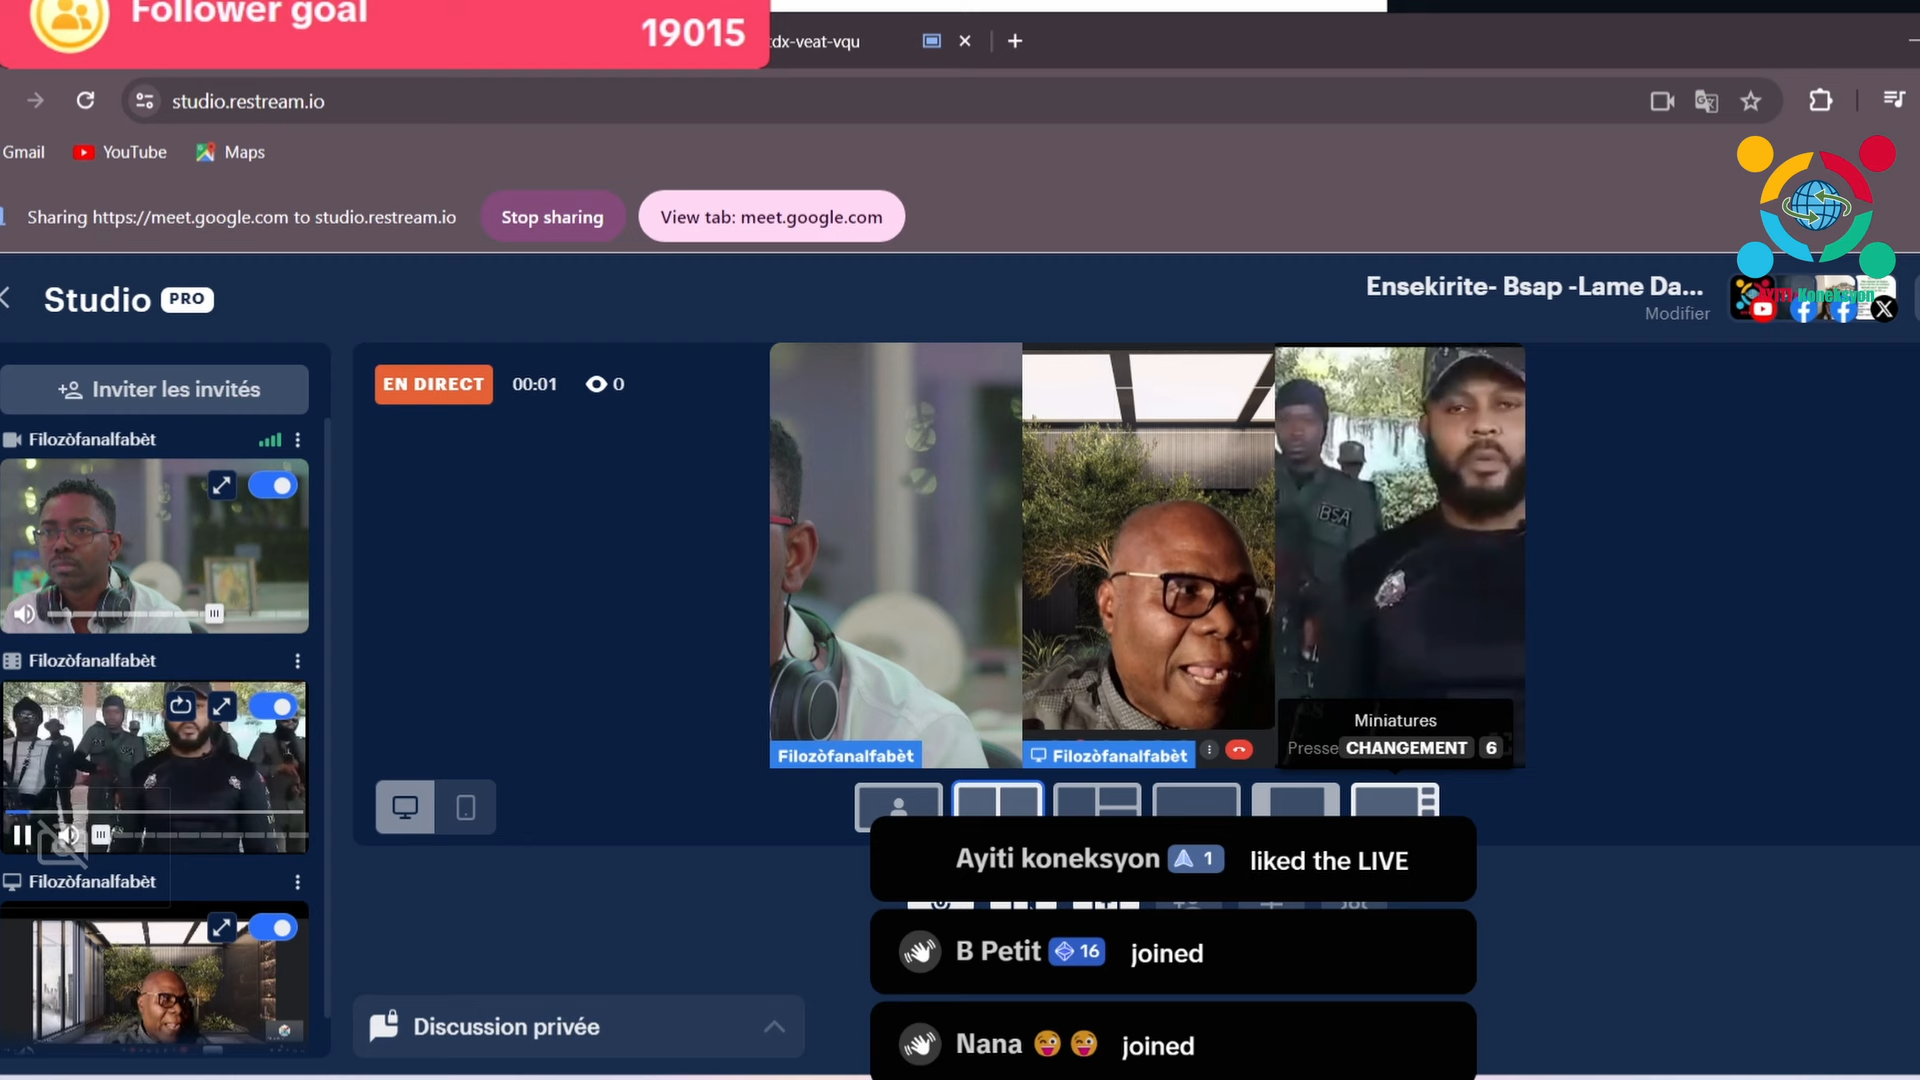 Follower goal
19015
dx-veat-vqu
studio.restream.io
Gmail
YouTube
Maps
Sharing https://meet.google.com to studio.restream.io
Stop sharing
View tab: meet.google.com
Studio PRO
Ensekirite- Bsap -Lame Da...
Modifier
AYITI Koneksyon
Inviter les invités
EN DIRECT
00:01
0
Filozòfanalfabèt
BSA
Filozòfanalfabèt
Filozòfanalfabèt
Filozòfanalfabèt
Miniatures
Presse CHANGEMENT 6
Filozòfanalfabèt
Ayiti koneksyon 1 liked the LIVE
B Petit 16 joined
Discussion privée
Nana 😜 😜 joined